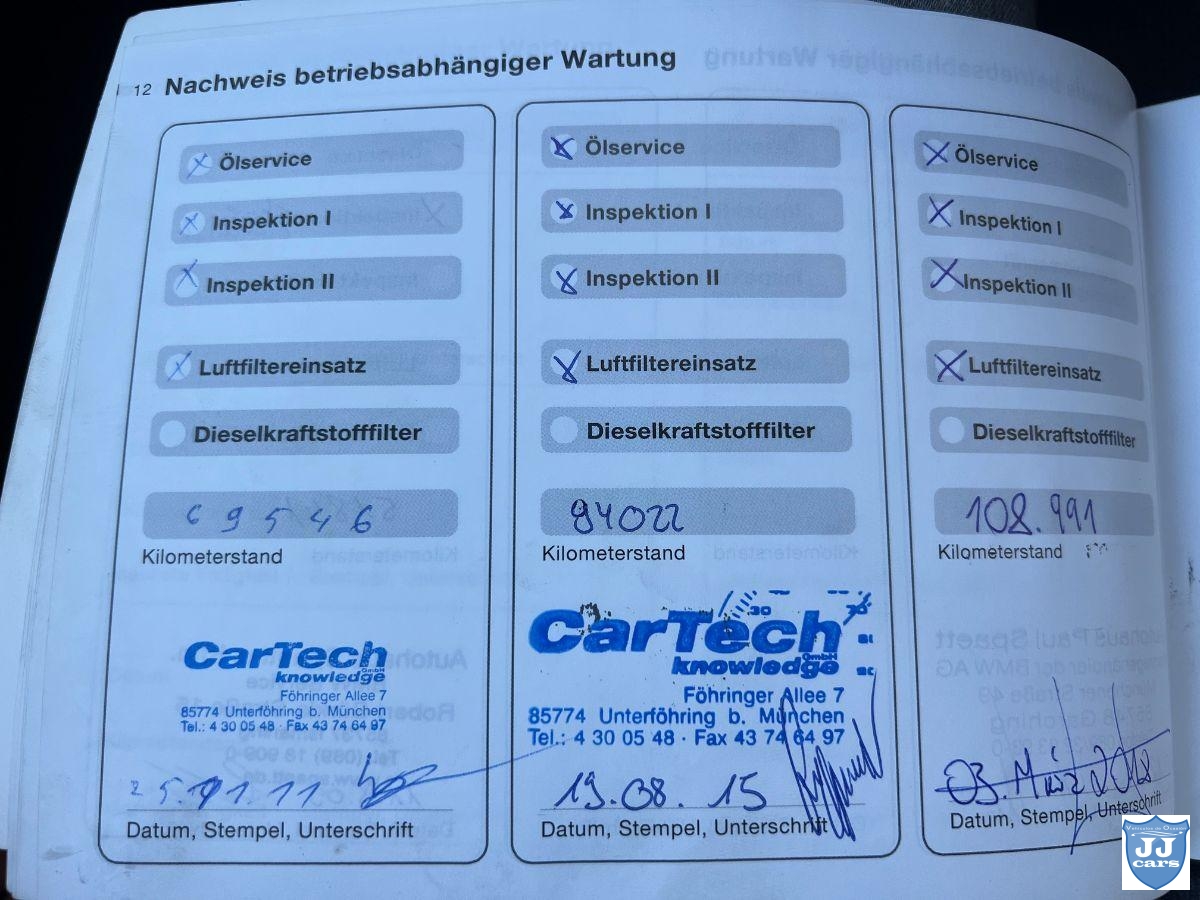 12 Nachweis betriebsabhängiger Wartung
Ölservice
Inspektion I
Inspektion II
Luftfiltereinsatz
Dieselkraftstofffilter
69546
Kilometerstand
CarTech
GmbH
knowledge
Föhringer Allee 7
85774 Unterföhring b. München
Tel.: 4 30 05 48 · Fax 43 74 64 97
Datum, Stempel, Unterschrift
Ölservice
Inspektion I
Inspektion II
Luftfiltereinsatz
Dieselkraftstofffilter
94022
Kilometerstand
30
CarTech
GmbH
knowledge
Föhringer Allee 7
85774 Unterföhring b. München
Tel.: 4 30 05 48 · Fax 43 74 64 97
19.08. 15
Datum, Stempel, Unterschrift
Ölservice
Inspektion I
Inspektion II
Luftfiltereinsatz
Dieselkraftstofffilter
108.991
Kilometerstand
03. März 2018
Datum, Stempel, Unterschrift
JJ
cars